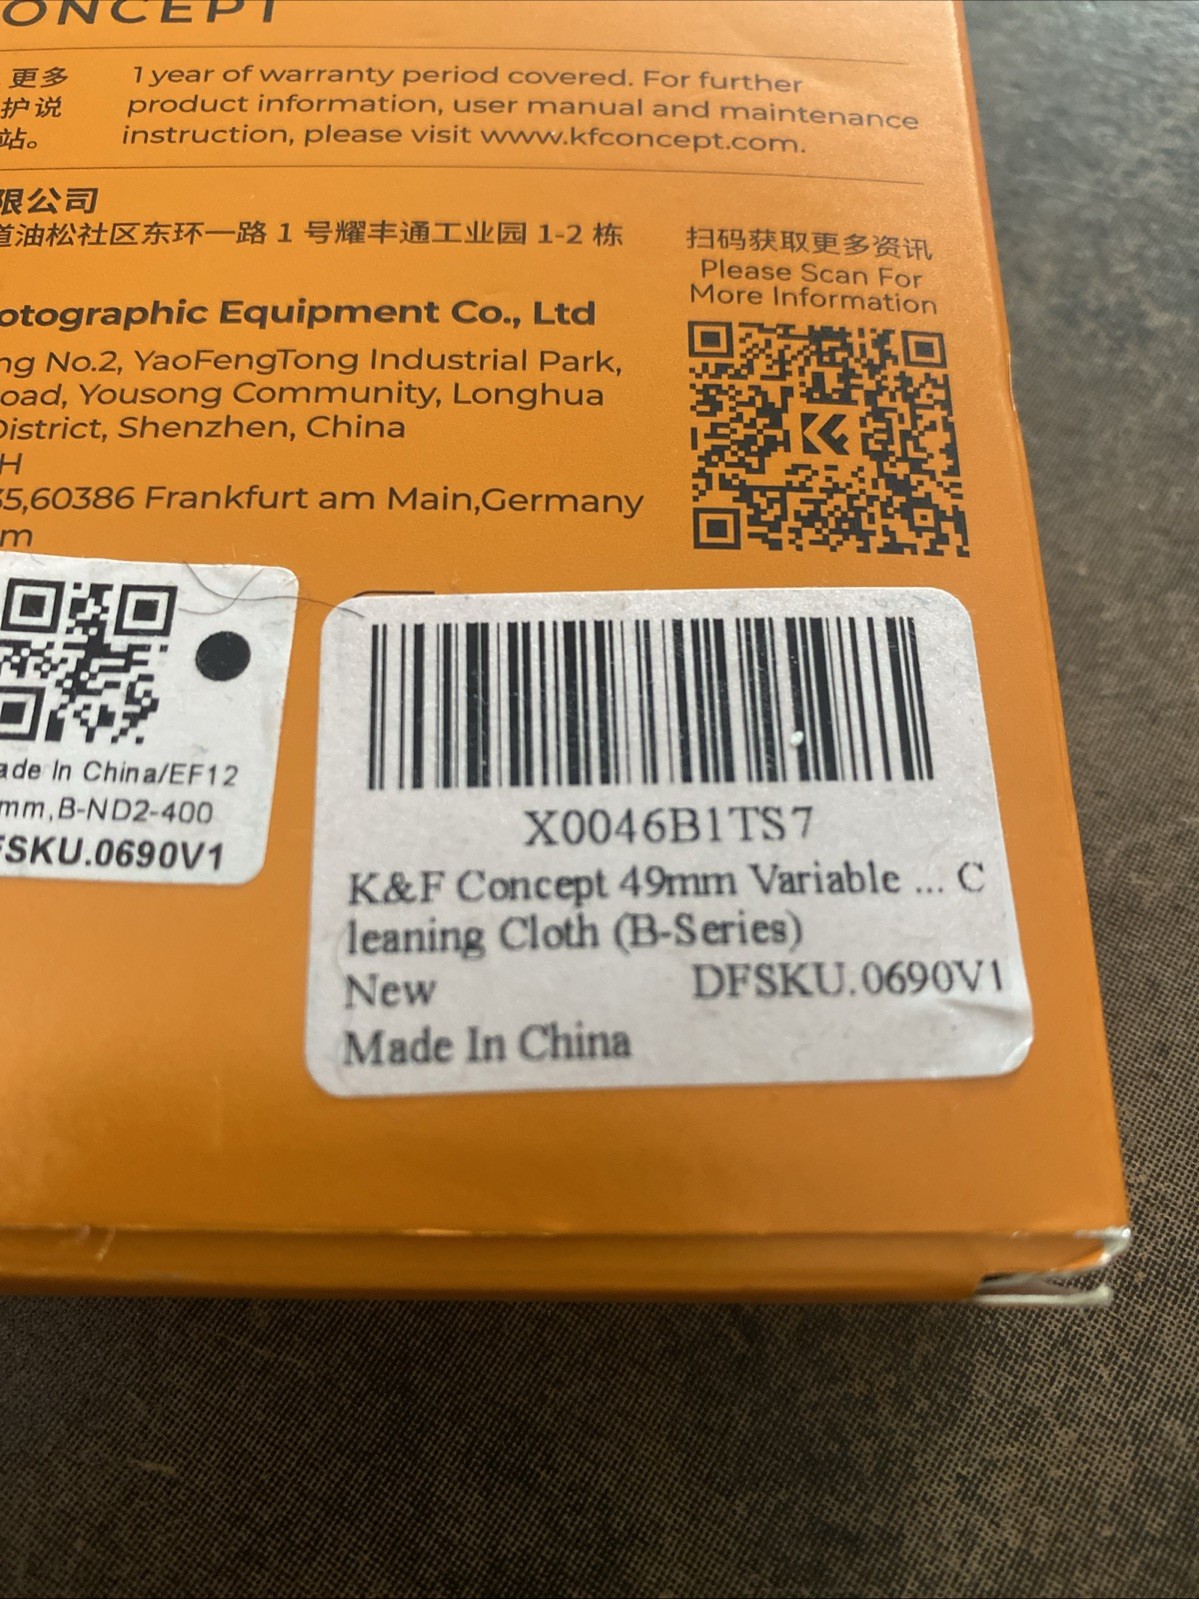 ONCEPT
更多
护说
站。
1 year of warranty period covered. For further
product information, user manual and maintenance
instruction, please visit www.kfconcept.com.
限公司
道油松社区东环一路 1 号耀丰通工业园 1-2 栋
otographic Equipment Co., Ltd
ng No.2, YaoFengTong Industrial Park,
oad, Yousong Community, Longhua
District, Shenzhen, China
H
35,60386 Frankfurt am Main,Germany
m
扫码获取更多资讯
Please Scan For
More Information
ade In China/EF12
mm,B-ND2-400
FSKU.0690V1
X0046B1TS7
K&F Concept 49mm Variable ... C
leaning Cloth (B-Series)
New DFSKU.0690V1
Made In China